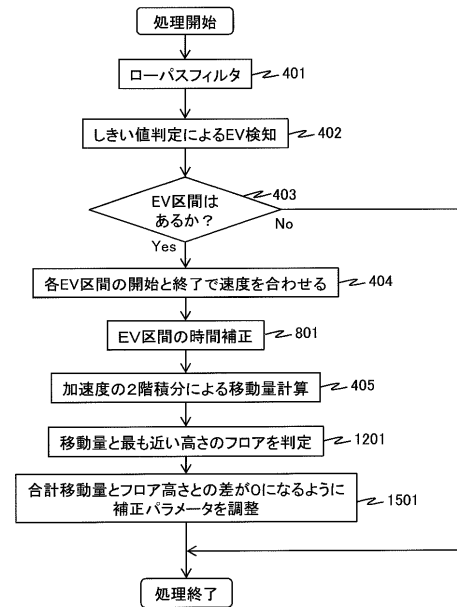 処理開始
ローパスフィルタ
401
しきい値判定によるEV検知
402
EV区間は
あるか?
403
No
Yes
各EV区間の開始と終了で速度を合わせる
404
EV区間の時間補正
801
加速度の2階積分による移動量計算
405
移動量と最も近い高さのフロアを判定
1201
合計移動量とフロア高さとの差が0になるように
補正パラメータを調整
1501
処理終了